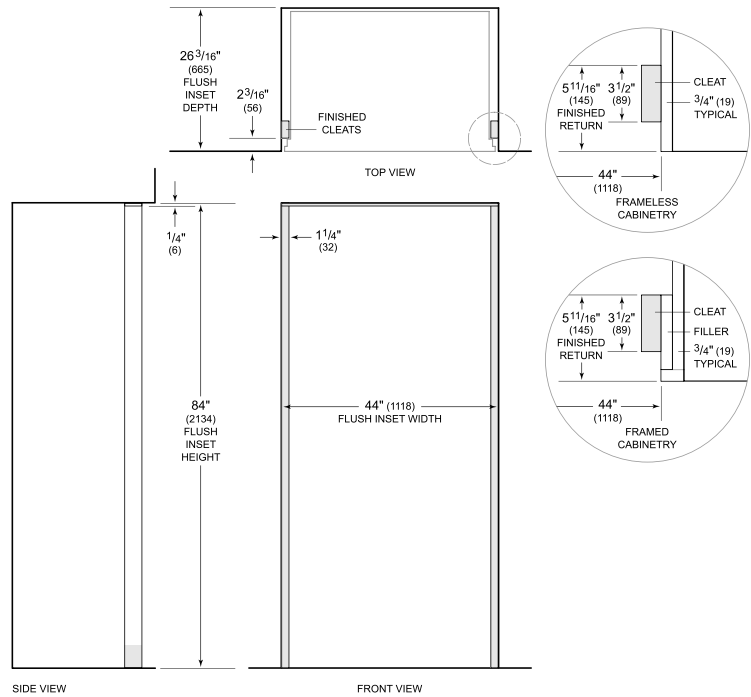 26 3/16"
(665)
FLUSH
INSET
DEPTH
2 3/16"
(56)
FINISHED
CLEATS
TOP VIEW
5 11/16"
(145)
FINISHED
RETURN
3 1/2"
(89)
CLEAT
3/4" (19)
TYPICAL
44"
(1118)
FRAMELESS
CABINETRY
1/4"
(6)
1 1/4"
(32)
5 11/16"
(145)
FINISHED
RETURN
3 1/2"
(89)
CLEAT
FILLER
3/4" (19)
TYPICAL
44"
(1118)
FRAMED
CABINETRY
84"
(2134)
FLUSH
INSET
HEIGHT
44" (1118)
FLUSH INSET WIDTH
SIDE VIEW
FRONT VIEW